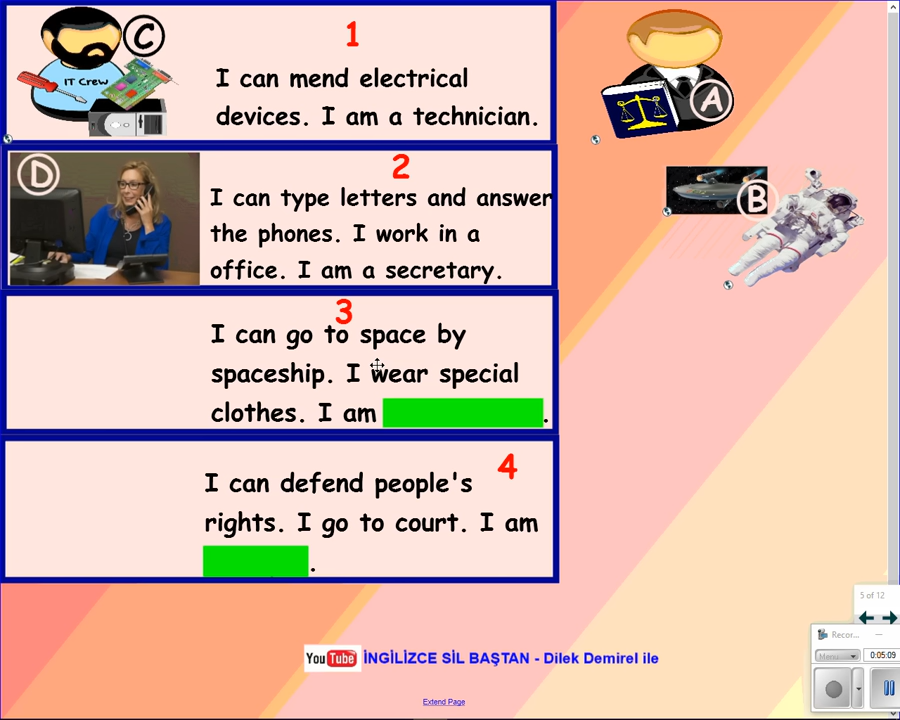 C
IT Crew
1
I can mend electrical
devices. I am a technician.
A
D
2
I can type letters and answer
the phones. I work in a
office. I am a secretary.
B
3
I can go to space by
spaceship. I wear special
clothes. I am .
4
I can defend people's
rights. I go to court. I am
.
5 of 12
Recor...
Menu
0:05:09
YouTube İNGİLİZCE SİL BAŞTAN - Dilek Demirel ile
Extend Page